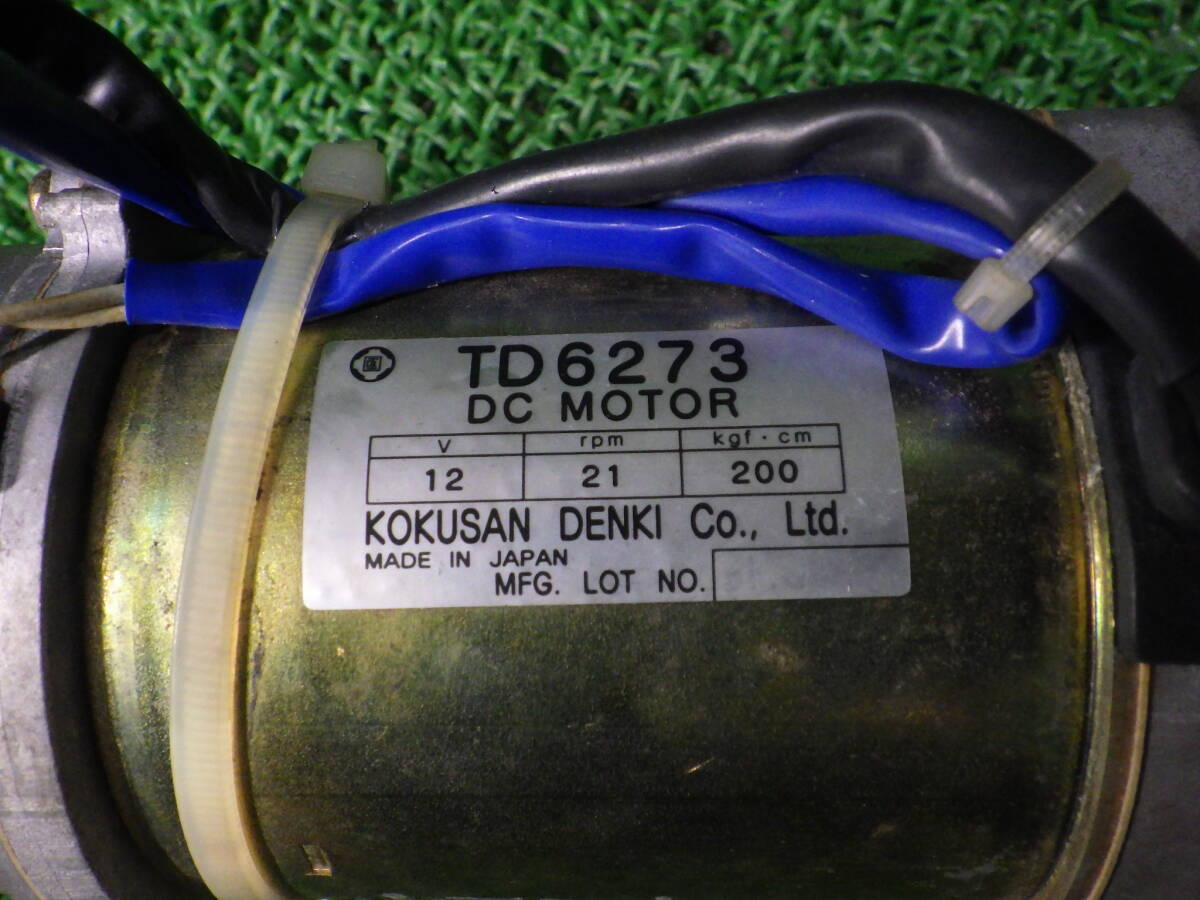 TD6273
DC MOTOR
V rpm kgf·cm
12 21 200
KOKUSAN DENKI Co., Ltd.
MADE IN JAPAN
MFG. LOT NO.